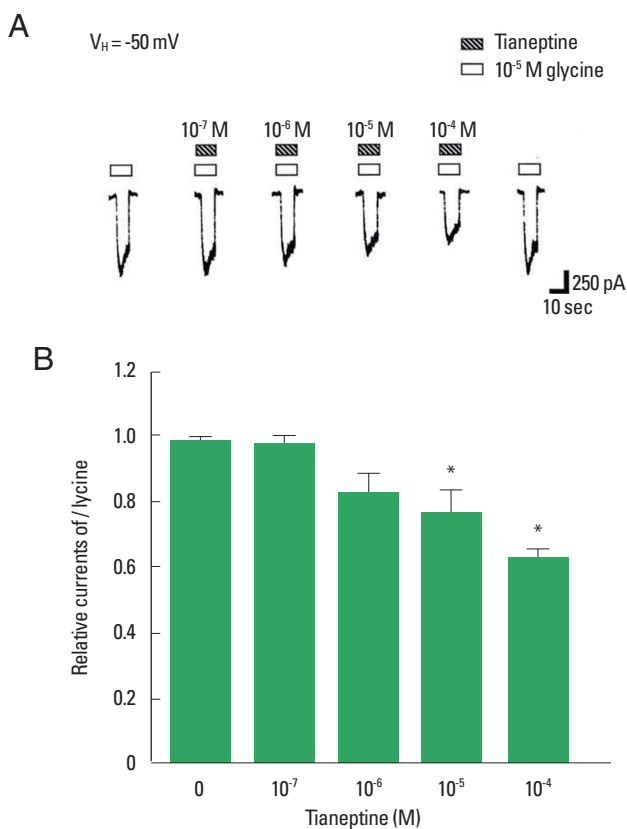 A
V_H = -50 mV
Tianeptine
10⁻⁵ M glycine
10⁻⁷ M 10⁻⁶ M 10⁻⁵ M 10⁻⁴ M
250 pA
10 sec
B
1.2
1.0
0.8
0.6
0.4
0.2
0
Relative currents of / lycine
*
*
0 10⁻⁷ 10⁻⁶ 10⁻⁵ 10⁻⁴
Tianeptine (M)